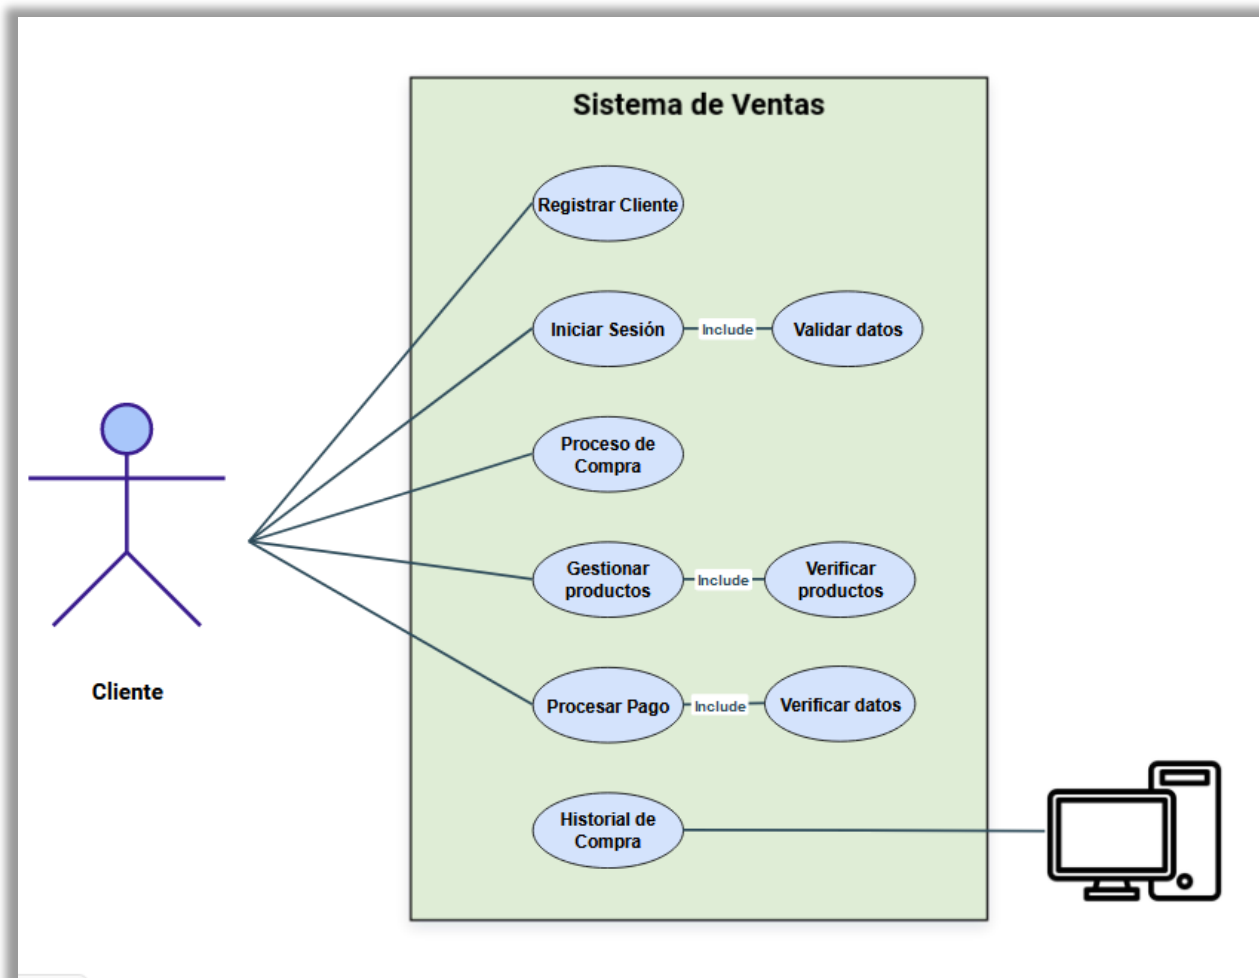 Sistema de Ventas
Registrar Cliente
Iniciar Sesión
Include
Validar datos
Proceso de
Compra
Gestionar
productos
Include
Verificar
productos
Cliente
Procesar Pago
Include
Verificar datos
Historial de
Compra